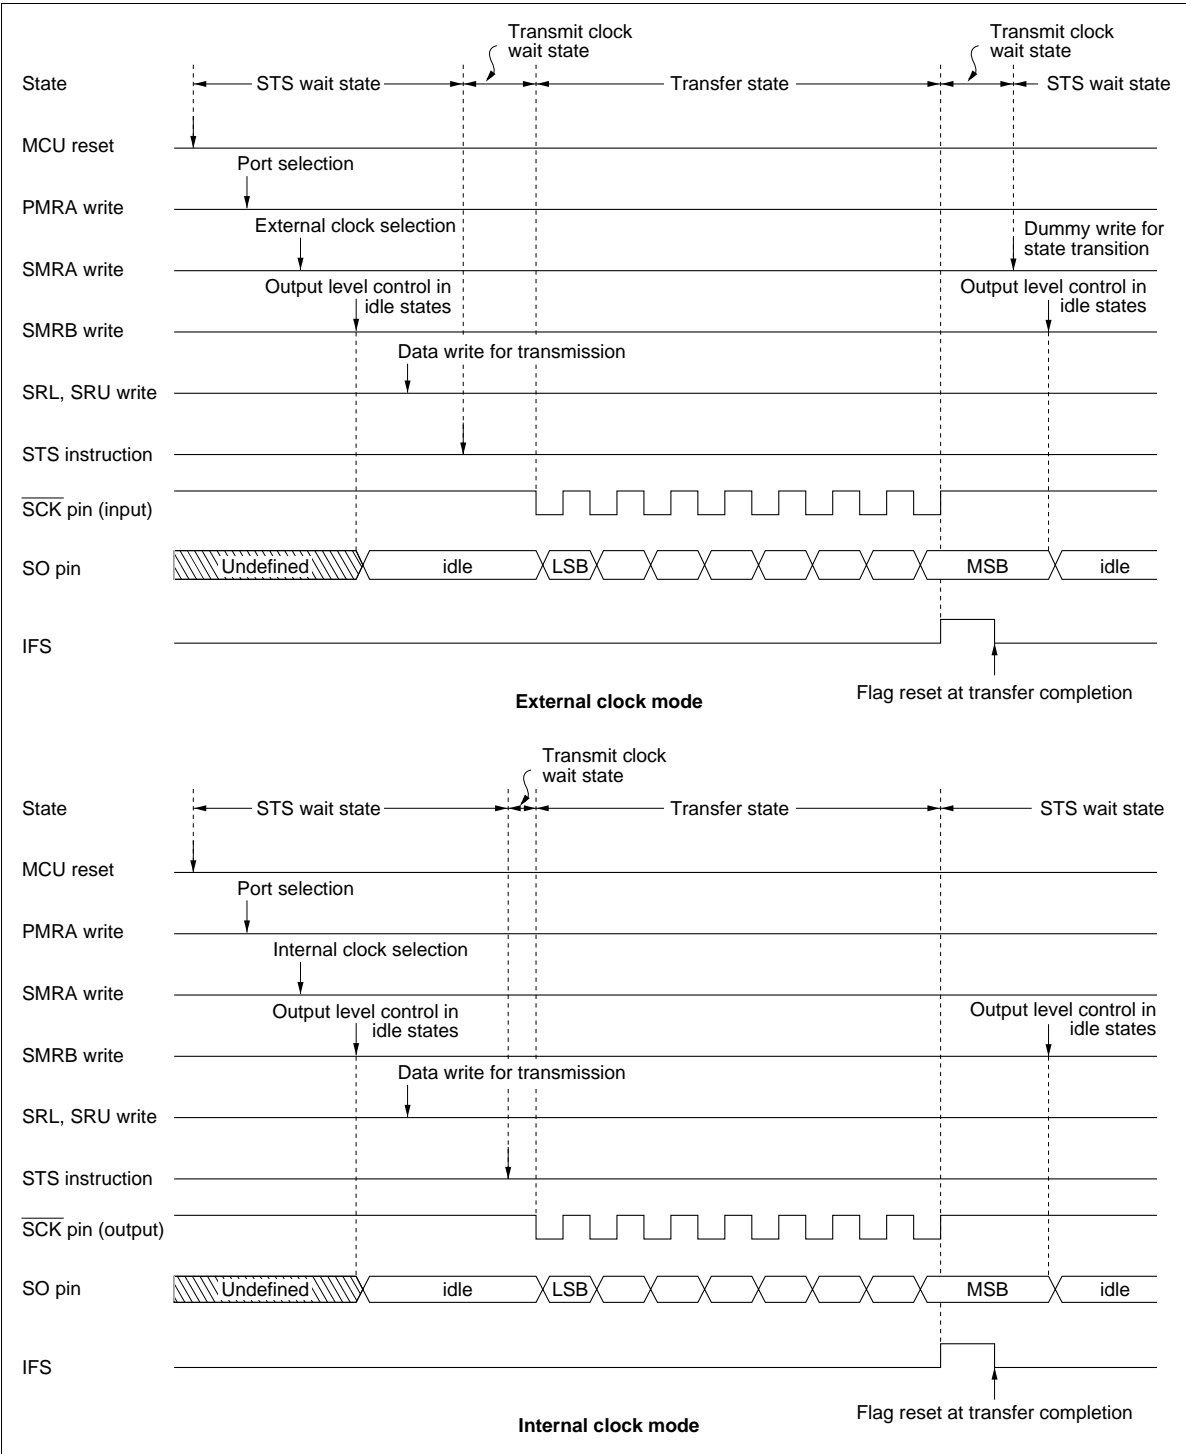 Transmit clock
wait state
Transmit clock
wait state
State
STS wait state
Transfer state
STS wait state
MCU reset
Port selection
PMRA write
External clock selection
Dummy write for
state transition
SMRA write
Output level control in
idle states
Output level control in
idle states
SMRB write
Data write for transmission
SRL, SRU write
STS instruction
SCK pin (input)
SO pin
Undefined
idle
LSB
MSB
idle
IFS
Flag reset at transfer completion
External clock mode
Transmit clock
wait state
State
STS wait state
Transfer state
STS wait state
MCU reset
Port selection
PMRA write
Internal clock selection
SMRA write
Output level control in
idle states
Output level control in
idle states
SMRB write
Data write for transmission
SRL, SRU write
STS instruction
SCK pin (output)
SO pin
Undefined
idle
LSB
MSB
idle
IFS
Flag reset at transfer completion
Internal clock mode